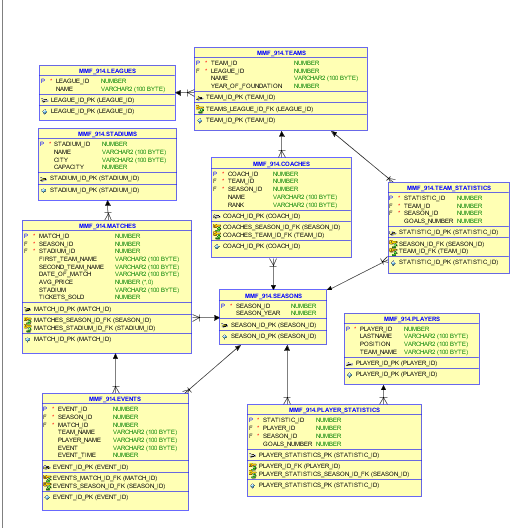 MMF_914.LEAGUES
P * LEAGUE_ID NUMBER
NAME VARCHAR2 (100 BYTE)
LEAGUE_ID_PK (LEAGUE_ID)
LEAGUE_ID_PK (LEAGUE_ID)
MMF_914.TEAMS
P * TEAM_ID NUMBER
F * LEAGUE_ID NUMBER
NAME VARCHAR2 (100 BYTE)
YEAR_OF_FOUNDATION NUMBER
TEAM_ID_PK (TEAM_ID)
TEAMS_LEAGUE_ID_FK (LEAGUE_ID)
TEAM_ID_PK (TEAM_ID)
MMF_914.STADIUMS
P * STADIUM_ID NUMBER
NAME VARCHAR2 (100 BYTE)
CITY VARCHAR2 (100 BYTE)
CAPACITY NUMBER
STADIUM_ID_PK (STADIUM_ID)
STADIUM_ID_PK (STADIUM_ID)
MMF_914.COACHES
P * COACH_ID NUMBER
F * TEAM_ID NUMBER
F * SEASON_ID NUMBER
NAME VARCHAR2 (100 BYTE)
RANK VARCHAR2 (100 BYTE)
COACH_ID_PK (COACH_ID)
COACHES_SEASON_ID_FK (SEASON_ID)
COACHES_TEAM_ID_FK (TEAM_ID)
COACH_ID_PK (COACH_ID)
MMF_914.TEAM_STATISTICS
P * STATISTIC_ID NUMBER
F * TEAM_ID NUMBER
F * SEASON_ID NUMBER
GOALS_NUMBER NUMBER
STATISTIC_ID_PK (STATISTIC_ID)
SEASON_ID_FK (SEASON_ID)
TEAM_ID_FK (TEAM_ID)
STATISTIC_ID_PK (STATISTIC_ID)
MMF_914.MATCHES
P * MATCH_ID NUMBER
F * SEASON_ID NUMBER
F * STADIUM_ID NUMBER
FIRST_TEAM_NAME VARCHAR2 (100 BYTE)
SECOND_TEAM_NAME VARCHAR2 (100 BYTE)
DATE_OF_MATCH VARCHAR2 (100 BYTE)
AVG_PRICE NUMBER (*,0)
STADIUM VARCHAR2 (100 BYTE)
TICKETS_SOLD NUMBER
MATCH_ID_PK (MATCH_ID)
MATCHES_SEASON_ID_FK (SEASON_ID)
MATCHES_STADIUM_ID_FK (STADIUM_ID)
MATCH_ID_PK (MATCH_ID)
MMF_914.SEASONS
P * SEASON_ID NUMBER
SEASON_YEAR NUMBER
SEASON_ID_PK (SEASON_ID)
SEASON_ID_PK (SEASON_ID)
MMF_914.PLAYERS
P * PLAYER_ID NUMBER
LASTNAME VARCHAR2 (100 BYTE)
POSITION VARCHAR2 (100 BYTE)
TEAM_NAME VARCHAR2 (100 BYTE)
PLAYER_ID_PK (PLAYER_ID)
PLAYER_ID_PK (PLAYER_ID)
MMF_914.EVENTS
P * EVENT_ID NUMBER
F * SEASON_ID NUMBER
F * MATCH_ID NUMBER
TEAM_NAME VARCHAR2 (100 BYTE)
PLAYER_NAME VARCHAR2 (100 BYTE)
EVENT VARCHAR2 (100 BYTE)
EVENT_TIME NUMBER
EVENT_ID_PK (EVENT_ID)
EVENTS_MATCH_ID_FK (MATCH_ID)
EVENTS_SEASON_ID_FK (SEASON_ID)
EVENT_ID_PK (EVENT_ID)
MMF_914.PLAYER_STATISTICS
P * STATISTIC_ID NUMBER
F * PLAYER_ID NUMBER
F * SEASON_ID NUMBER
GOALS_NUMBER NUMBER
PLAYER_STATISTICS_PK (STATISTIC_ID)
PLAYER_ID_FK (PLAYER_ID)
PLAYER_STATISTICS_SEASON_ID_FK (SEASON_ID)
PLAYER_STATISTICS_PK (STATISTIC_ID)